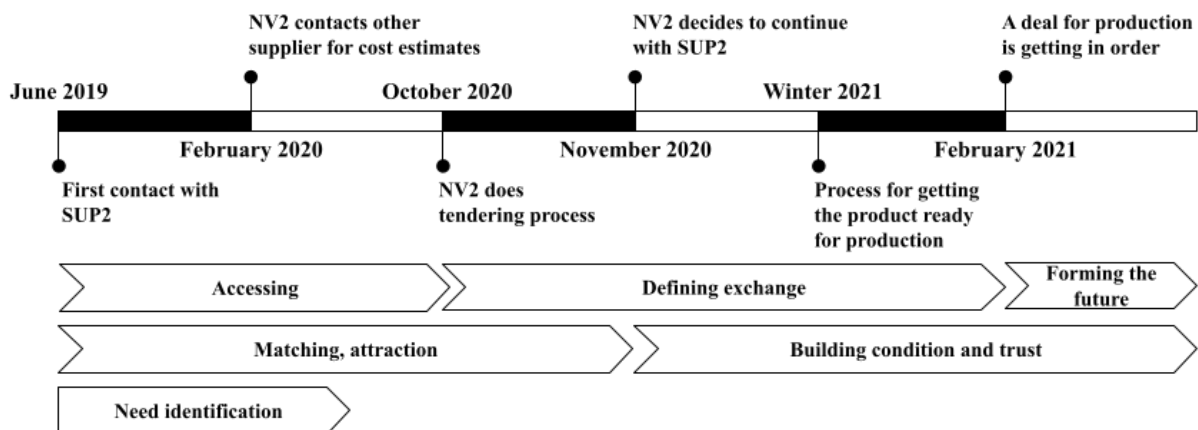 NV2 contacts other
supplier for cost estimates
NV2 decides to continue
with SUP2
A deal for production
is getting in order
June 2019
October 2020
Winter 2021
February 2020
November 2020
February 2021
First contact with
SUP2
NV2 does
tendering process
Process for getting
the product ready
for production
Accessing
Defining exchange
Forming the
future
Matching, attraction
Building condition and trust
Need identification